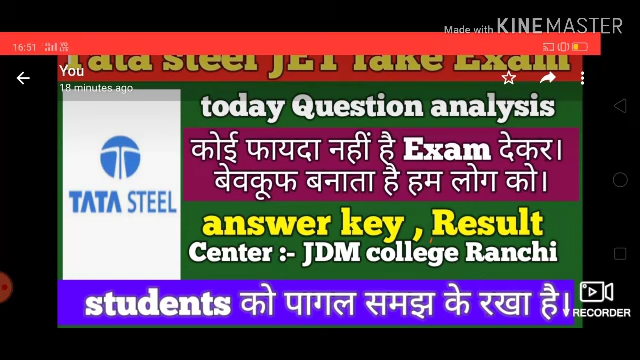 Made with KINEMASTER
16:51
Tata steel JET Take Exam
You
18 minutes ago
today Question analysis
कोई फायदा नहीं है Exam देकर।
बेवकूफ बनाता है हम लोग को।
TATA STEEL
answer key , Result
Center :- JDM college Ranchi
students को पागल समझ के रखा है।
RECORDER